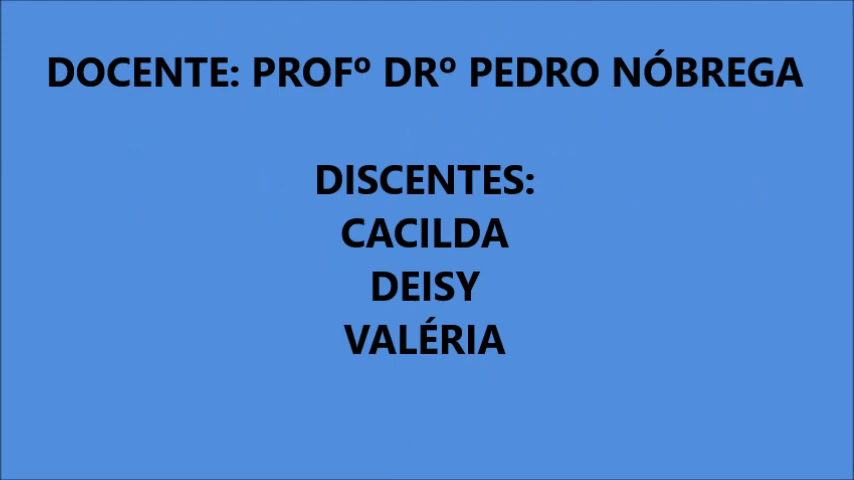 DOCENTE: PROFº DRº PEDRO NÓBREGA
DISCENTES:
CACILDA
DEISY
VALÉRIA